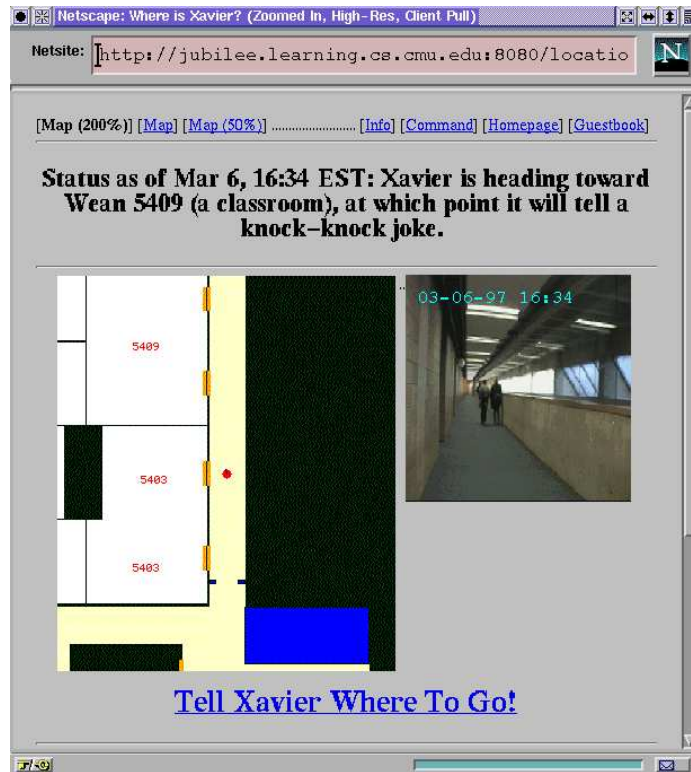 Netscape: Where is Xavier? (Zoomed In, High-Res, Client Pull)
Netsite: http://jubilee.learning.cs.cmu.edu:8080/locatio
N
[Map (200%)] [Map] [Map (50%)] ........................ [Info] [Command] [Homepage] [Guestbook]
Status as of Mar 6, 16:34 EST: Xavier is heading toward
Wean 5409 (a classroom), at which point it will tell a
knock-knock joke.
03-06-97 16:34
5409
5403
5403
Tell Xavier Where To Go!